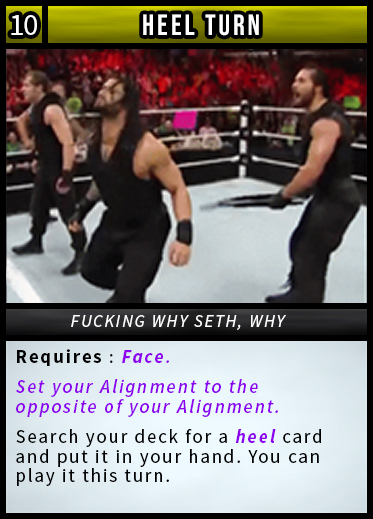 10
HEEL TURN
FUCKING WHY SETH, WHY
Requires : Face.
Set your Alignment to the
opposite of your Alignment.
Search your deck for a heel card
and put it in your hand. You can
play it this turn.